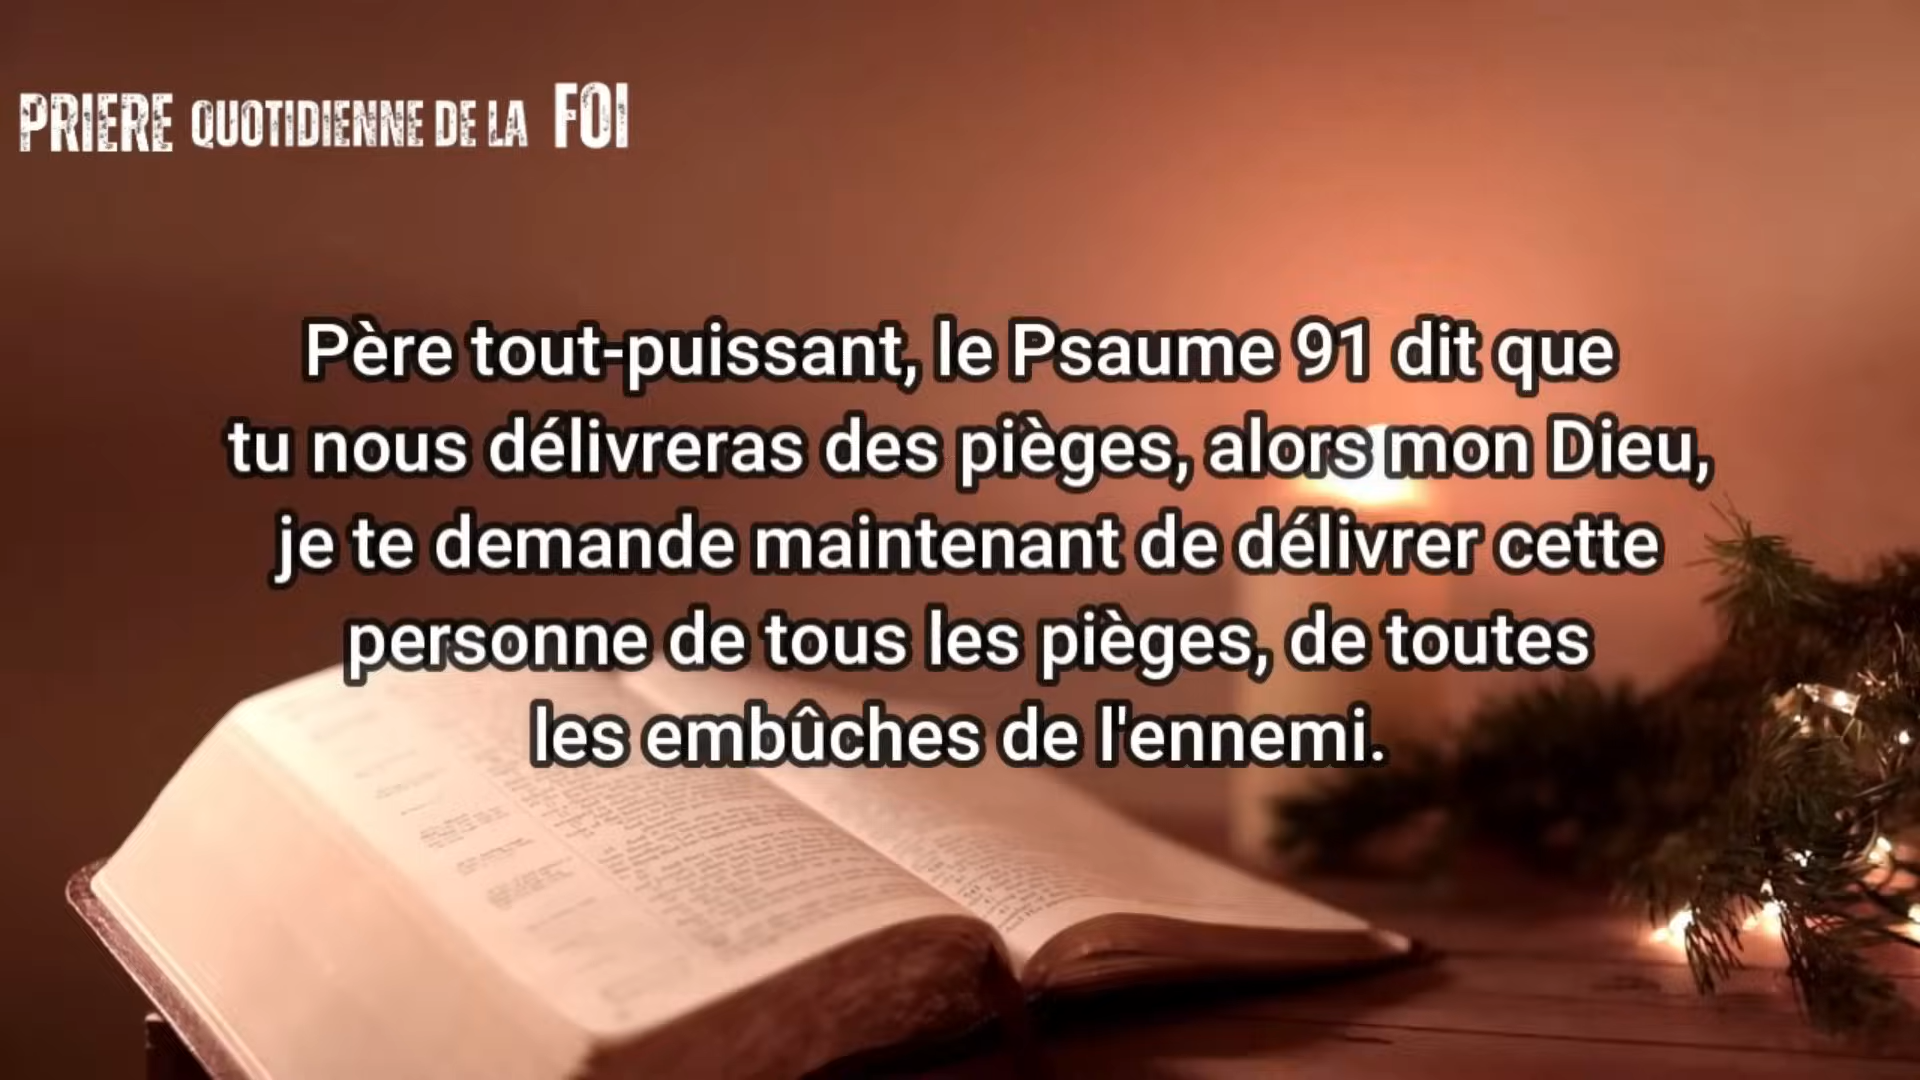 PRIERE QUOTIDIENNE DE LA FOI
Père tout-puissant, le Psaume 91 dit que
tu nous délivreras des pièges, alors mon Dieu,
je te demande maintenant de délivrer cette
personne de tous les pièges, de toutes
les embûches de l'ennemi.